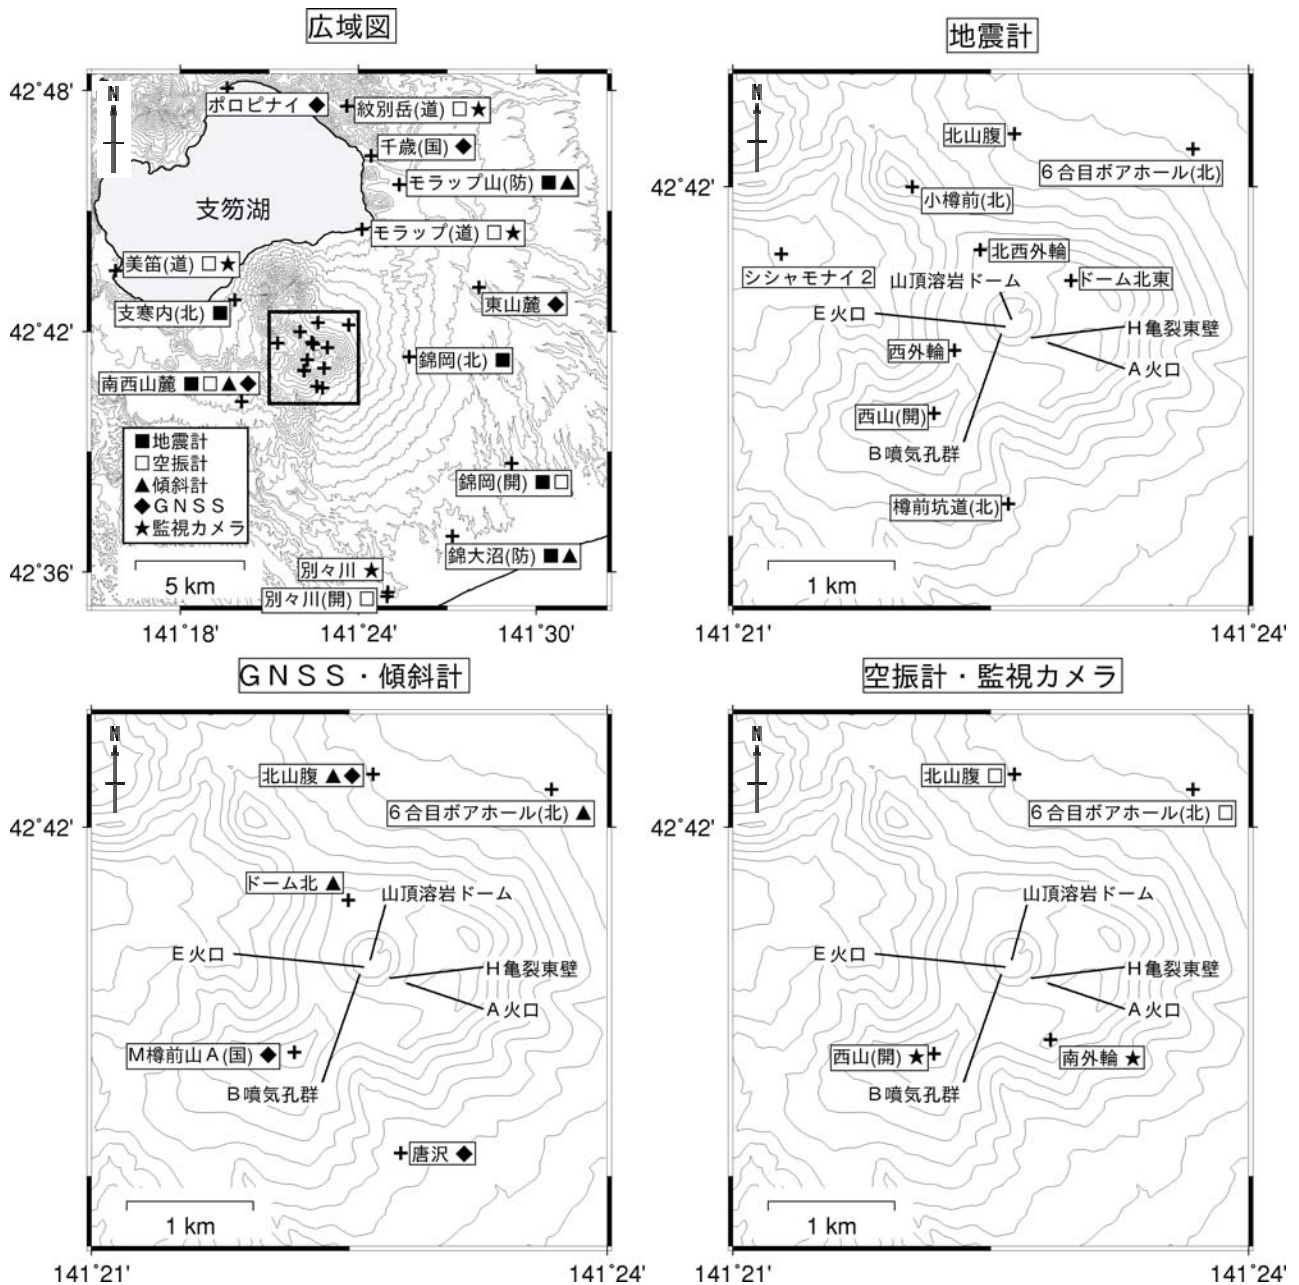 広域図
N
42˚48'
42˚42'
42˚36'
141˚18'
141˚24'
141˚30'
ポロピナイ ◆
紋別岳(道) □★
千歳(国) ◆
モラップ山(防) ■▲
支笏湖
モラップ(道) □★
美笛(道) □★
支寒内(北) ■
東山麓 ◆
錦岡(北) ■
南西山麓 ■□▲◆
■地震計
□空振計
▲傾斜計
◆GNSS
★監視カメラ
錦岡(開) ■□
錦大沼(防) ■▲
別々川 ★
別々川(開) □
5 km
地震計
N
42˚42'
141˚21'
141˚24'
北山腹
6合目ボアホール(北)
小樽前(北)
北西外輪
シシャモナイ2
山頂溶岩ドーム
ドーム北東
E火口
H亀裂東壁
西外輪
A火口
西山(開)
B噴気孔群
樽前坑道(北)
1 km
GNSS・傾斜計
N
42˚42'
141˚21'
141˚24'
北山腹 ▲◆
6合目ボアホール(北) ▲
ドーム北 ▲
山頂溶岩ドーム
E火口
H亀裂東壁
A火口
M樽前山A(国) ◆
B噴気孔群
唐沢 ◆
1 km
空振計・監視カメラ
N
42˚42'
141˚21'
141˚24'
北山腹 □
6合目ボアホール(北) □
山頂溶岩ドーム
E火口
H亀裂東壁
A火口
西山(開) ★
南外輪 ★
B噴気孔群
1 km